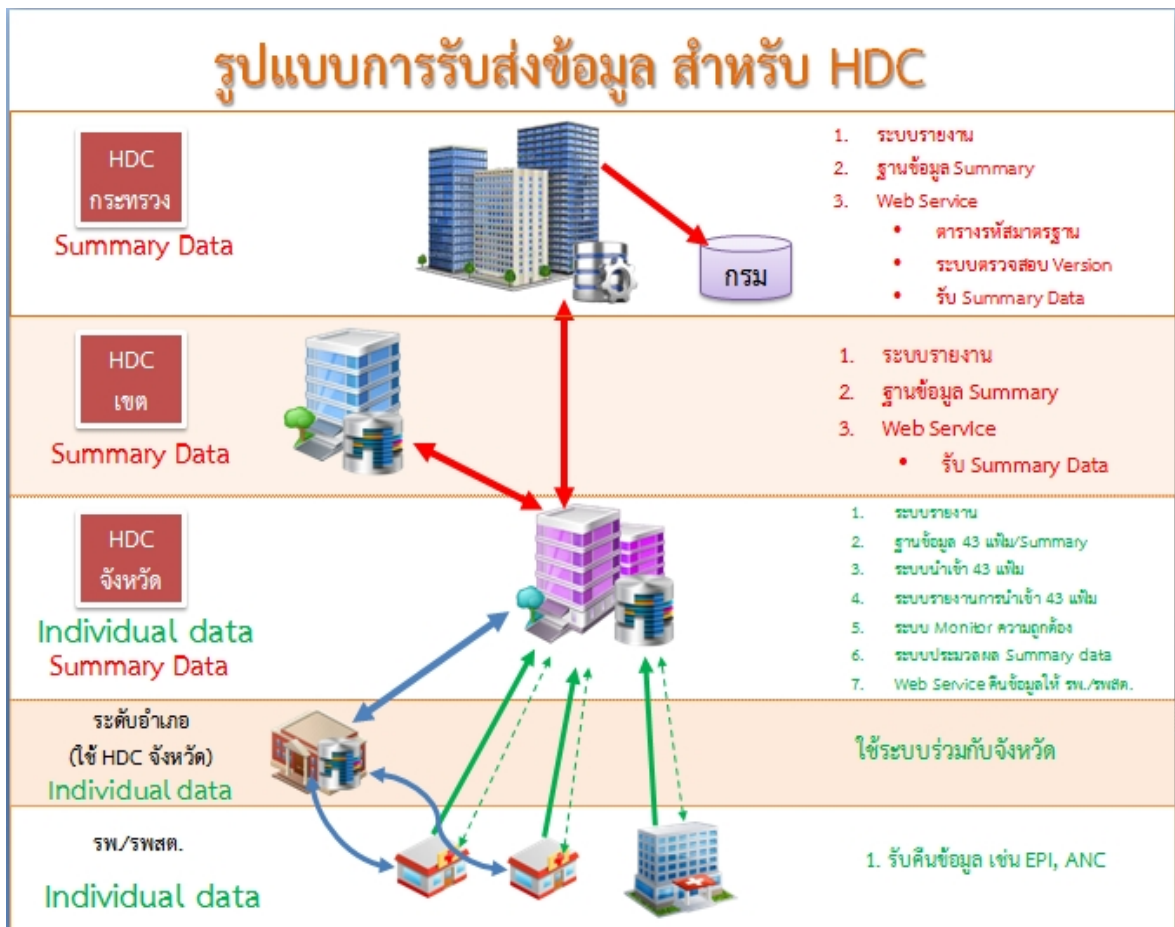 รูปแบบการรับส่งข้อมูล สำหรับ HDC
HDC
กระทรวง
Summary Data
กรม
1. ระบบรายงาน
2. ฐานข้อมูล Summary
3. Web Service
• ตารางรหัสมาตรฐาน
• ระบบตรวจสอบ Version
• รับ Summary Data
HDC
เขต
Summary Data
1. ระบบรายงาน
2. ฐานข้อมูล Summary
3. Web Service
• รับ Summary Data
HDC
จังหวัด
Individual data
Summary Data
1. ระบบรายงาน
2. ฐานข้อมูล 43 แฟ้ม/Summary
3. ระบบนำเข้า 43 แฟ้ม
4. ระบบรายงานการนำเข้า 43 แฟ้ม
5. ระบบ Monitor ความถูกต้อง
6. ระบบประมวลผล Summary data
7. Web Service คืนข้อมูลให้ รพ./รพสต.
ระดับอำเภอ
(ใช้ HDC จังหวัด)
Individual data
ใช้ระบบร่วมกับจังหวัด
รพ./รพสต.
Individual data
1. รับคืนข้อมูล เช่น EPI, ANC